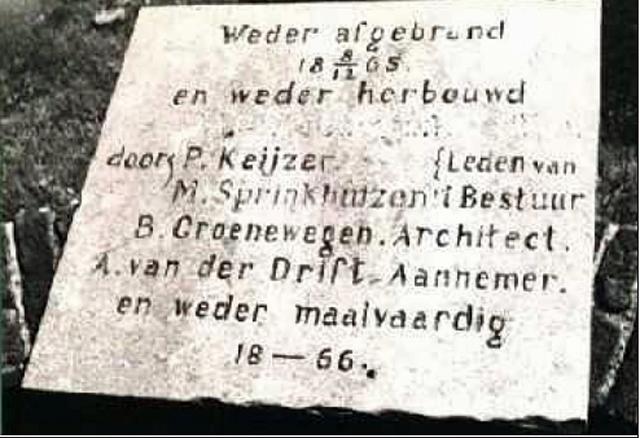 Weder afgebrand
18 8/12 65.
en weder herbouwd
door{ P. Keijzer. {Leden van
M. Sprinkhuizen 't Bestuur
B. Groenewegen. Architect.
A. van der Drift. Aannemer.
en weder maalvaardig
18 — 66.